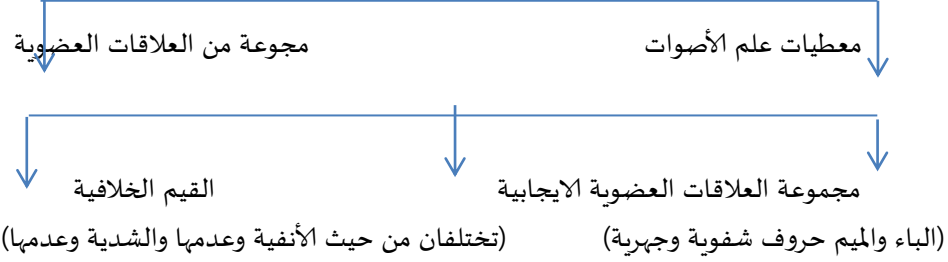 معطيات علم الأصوات مجوعة من العلاقات العضوية
مجموعة العلاقات العضوية الايجابية القيم الخلافية
(الباء والميم حروف شفوية وجهرية) (تختلفان من حيث الأنفية وعدمها والشدية وعدمها)